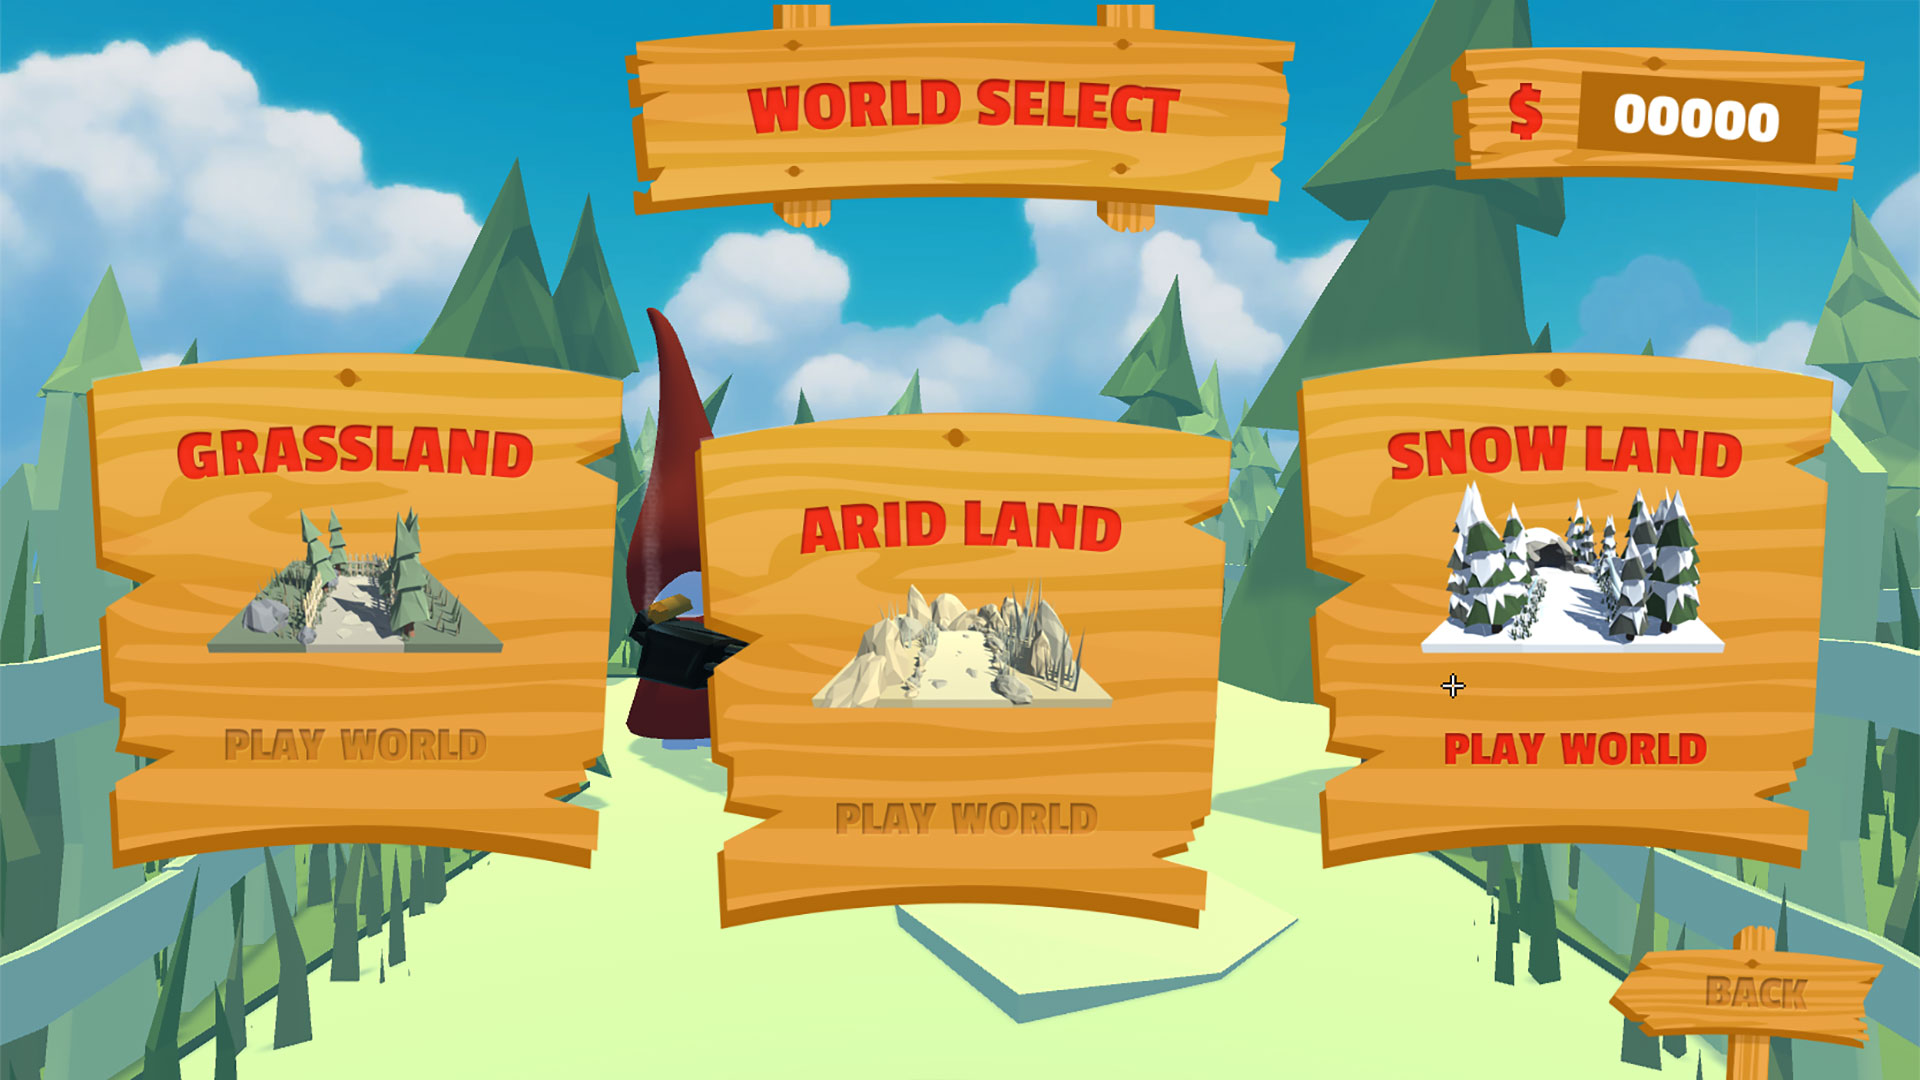 WORLD SELECT
$ 00000
GRASSLAND
PLAY WORLD
ARID LAND
PLAY WORLD
SNOW LAND
PLAY WORLD
BACK